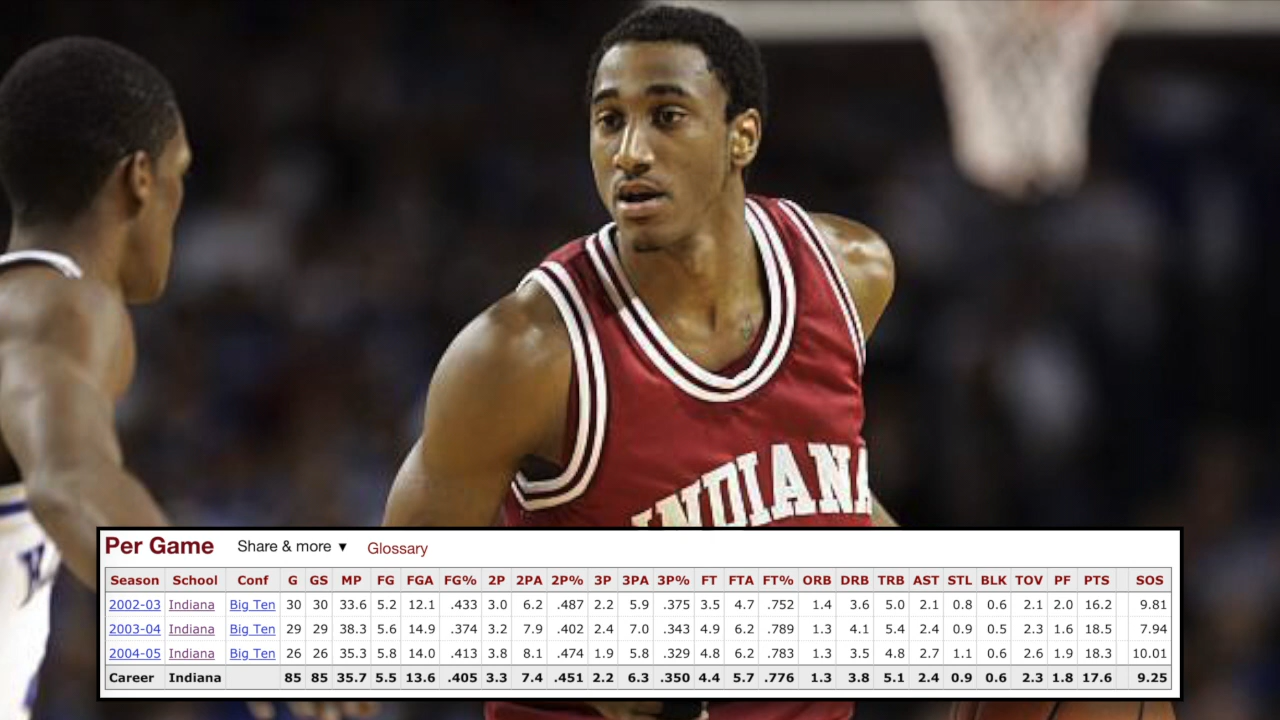 INDIANA
Per Game Share & more ▼ Glossary
Season School Conf G GS MP FG FGA FG% 2P 2PA 2P% 3P 3PA 3P% FT FTA FT% ORB DRB TRB AST STL BLK TOV PF PTS SOS
2002-03 Indiana Big Ten 30 30 33.6 5.2 12.1 .433 3.0 6.2 .487 2.2 5.9 .375 3.5 4.7 .752 1.4 3.6 5.0 2.1 0.8 0.6 2.1 2.0 16.2 9.81
2003-04 Indiana Big Ten 29 29 38.3 5.6 14.9 .374 3.2 7.9 .402 2.4 7.0 .343 4.9 6.2 .789 1.3 4.1 5.4 2.4 0.9 0.5 2.3 1.6 18.5 7.94
2004-05 Indiana Big Ten 26 26 35.3 5.8 14.0 .413 3.8 8.1 .474 1.9 5.8 .329 4.8 6.2 .783 1.3 3.5 4.8 2.7 1.1 0.6 2.6 1.9 18.3 10.01
Career Indiana 85 85 35.7 5.5 13.6 .405 3.3 7.4 .451 2.2 6.3 .350 4.4 5.7 .776 1.3 3.8 5.1 2.4 0.9 0.6 2.3 1.8 17.6 9.25